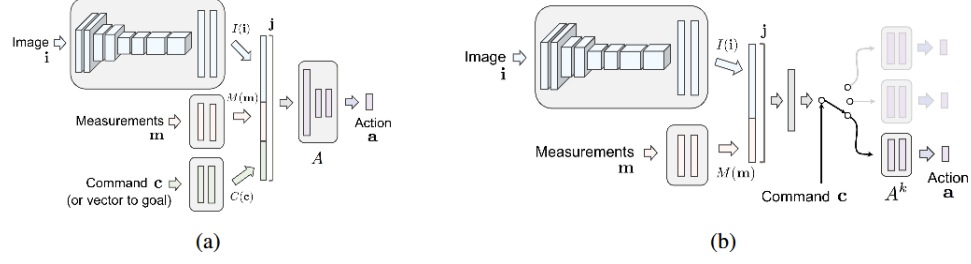 Image
i
I(i)
j
Measurements
m
M(m)
Command c
(or vector to goal)
C(c)
A
Action
a
(a)
Image
i
I(i)
j
Measurements
m
M(m)
Command c
A^k
Action
a
(b)